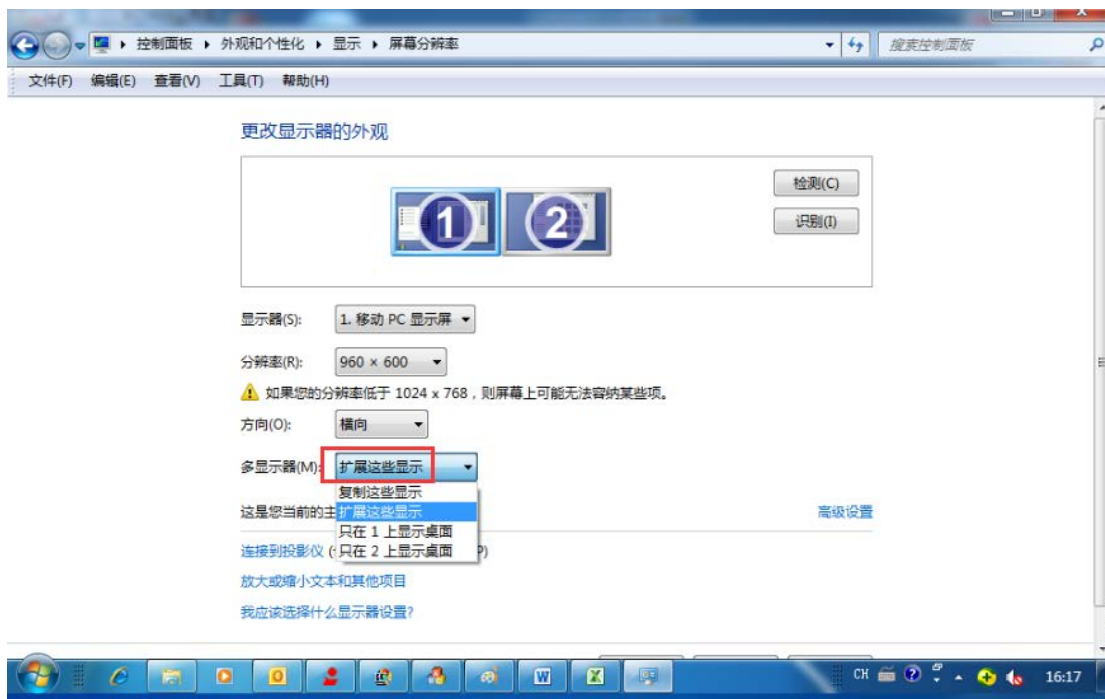 控制面板 ▸ 外观和个性化 ▸ 显示 ▸ 屏幕分辨率
搜索控制面板
文件(F) 编辑(E) 查看(V) 工具(T) 帮助(H)
更改显示器的外观
1
2
检测(C)
识别(I)
显示器(S): 1. 移动 PC 显示屏
分辨率(R): 960 × 600
如果您的分辨率低于 1024 x 768，则屏幕上可能无法容纳某些项。
方向(O): 横向
多显示器(M): 扩展这些显示
复制这些显示
这是您当前的主 扩展这些显示 高级设置
只在 1 上显示桌面
连接到投影仪 ( 只在 2 上显示桌面 P)
放大或缩小文本和其他项目
我应该选择什么显示器设置?
CH 16:17